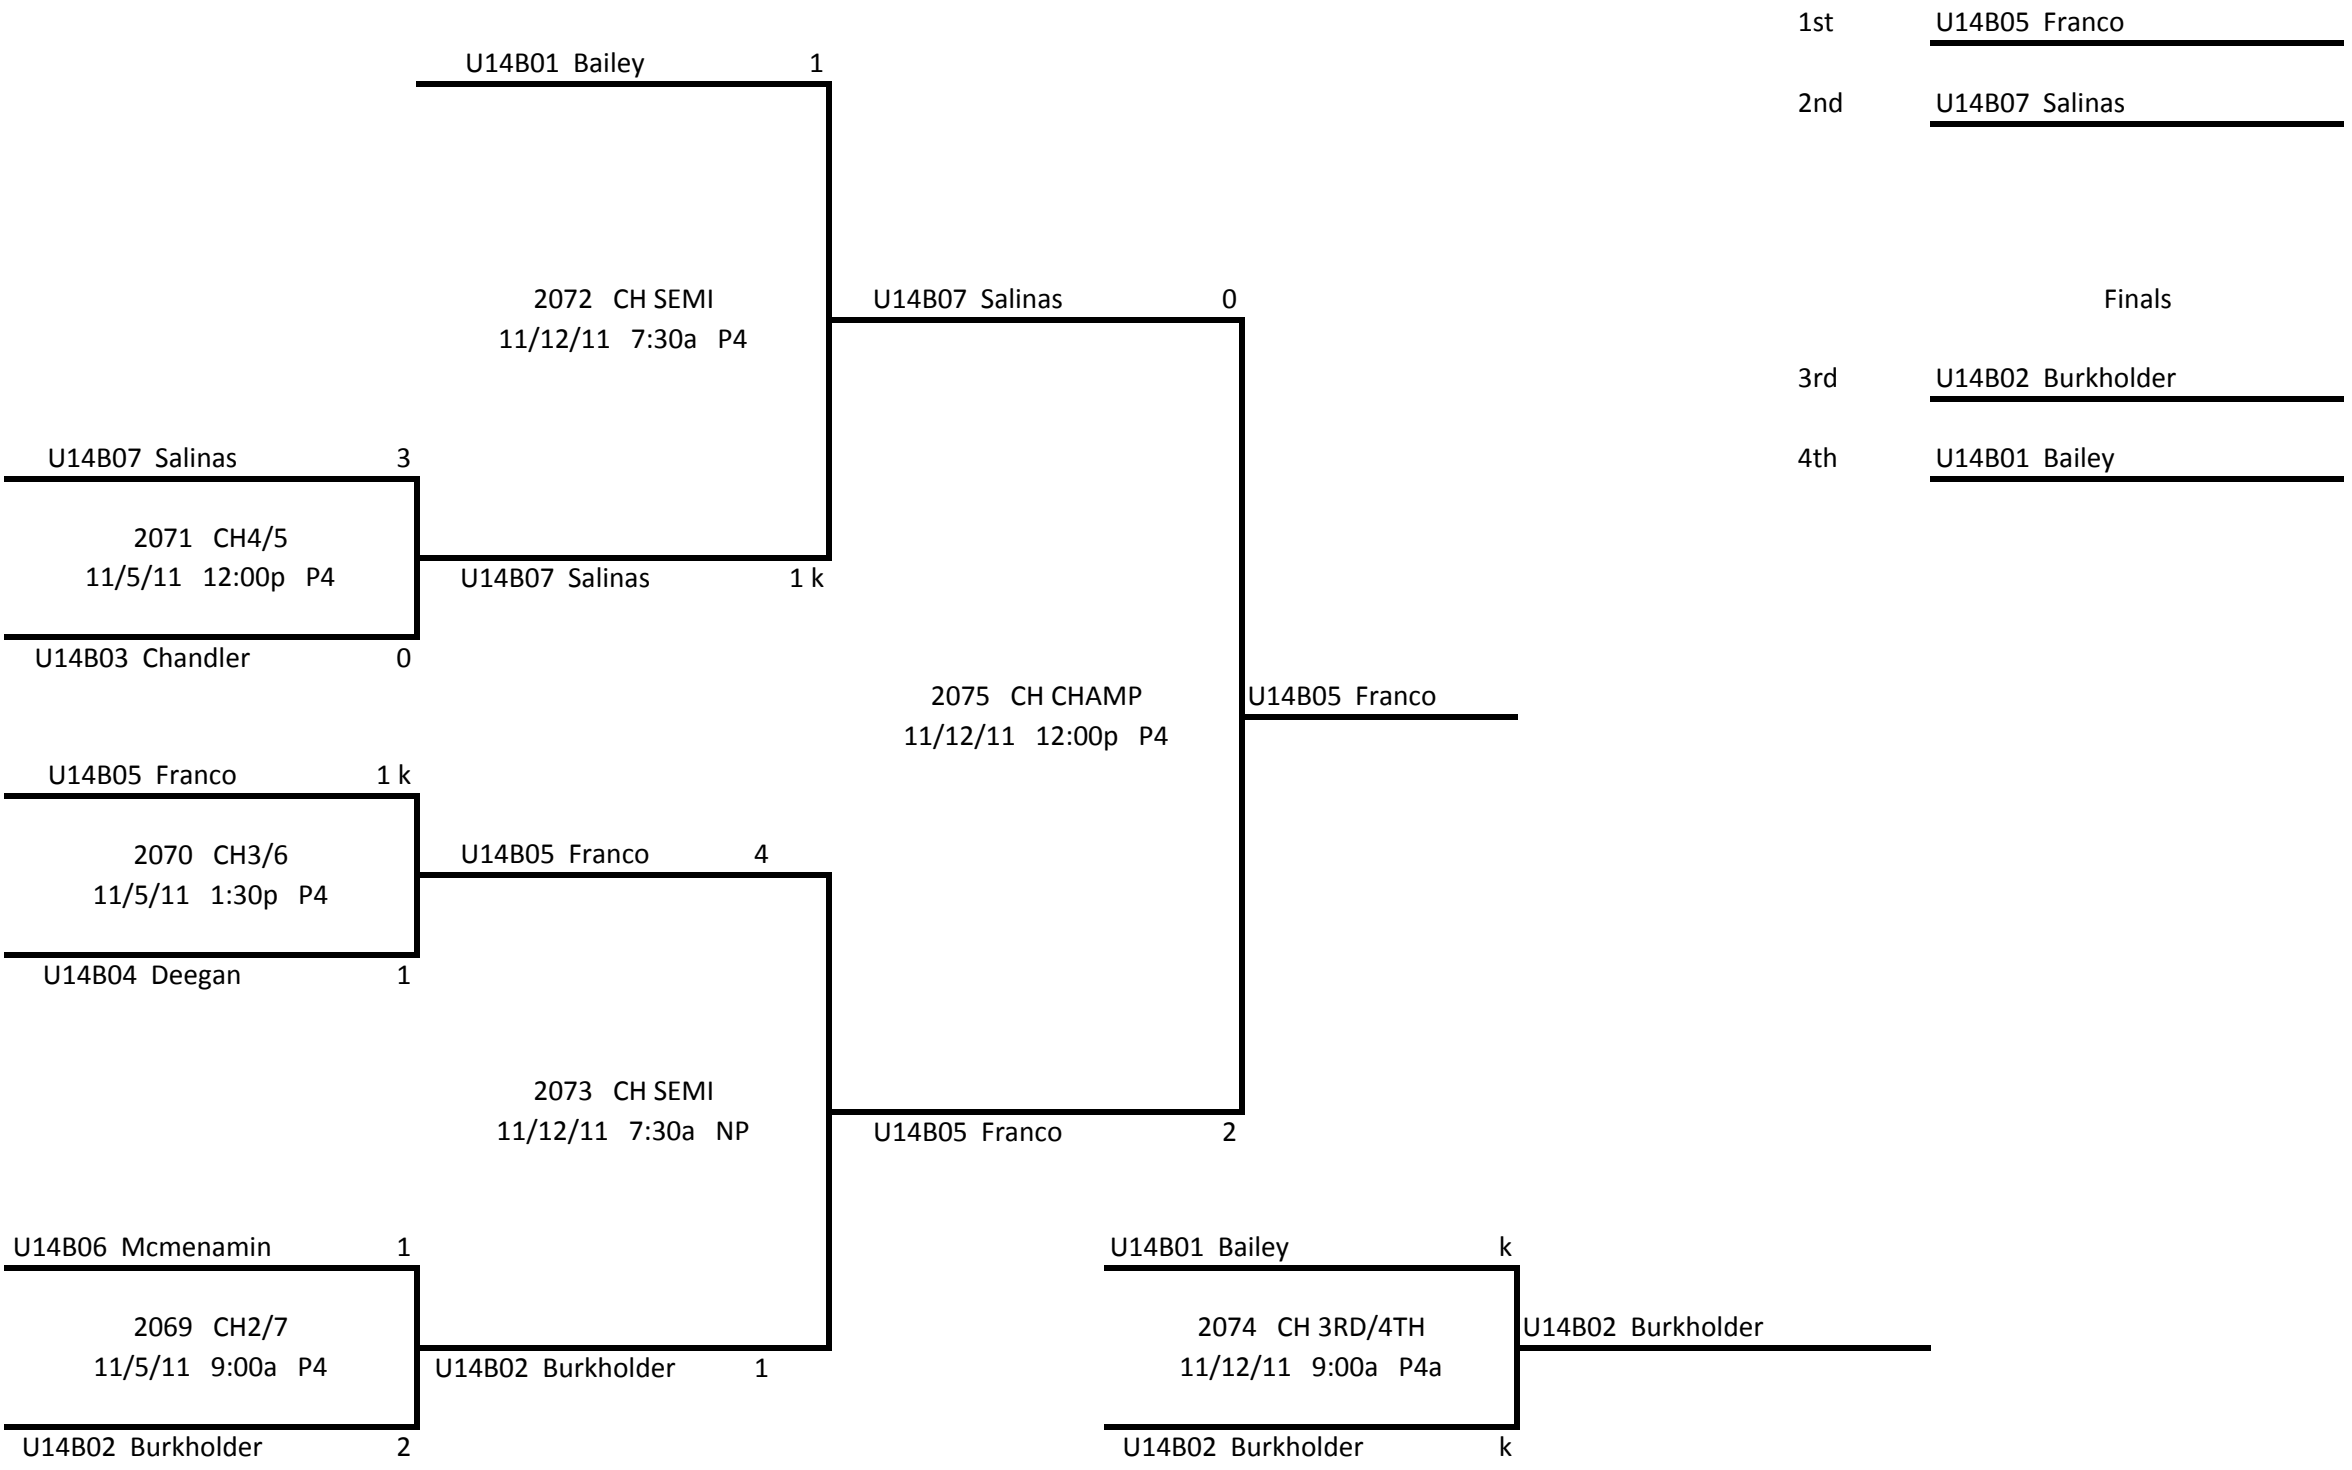 1st U14B05 Franco
U14B01 Bailey 1
2nd U14B07 Salinas
2072 CH SEMI
11/12/11 7:30a P4
U14B07 Salinas 0
Finals
3rd U14B02 Burkholder
U14B07 Salinas 3
4th U14B01 Bailey
2071 CH4/5
11/5/11 12:00p P4
U14B07 Salinas 1 k
U14B03 Chandler 0
2075 CH CHAMP
11/12/11 12:00p P4
U14B05 Franco
U14B05 Franco 1 k
2070 CH3/6
11/5/11 1:30p P4
U14B05 Franco 4
U14B04 Deegan 1
2073 CH SEMI
11/12/11 7:30a NP
U14B05 Franco 2
U14B06 Mcmenamin 1
2069 CH2/7
11/5/11 9:00a P4
U14B02 Burkholder 1
U14B02 Burkholder 2
U14B01 Bailey k
2074 CH 3RD/4TH
11/12/11 9:00a P4a
U14B02 Burkholder
U14B02 Burkholder k